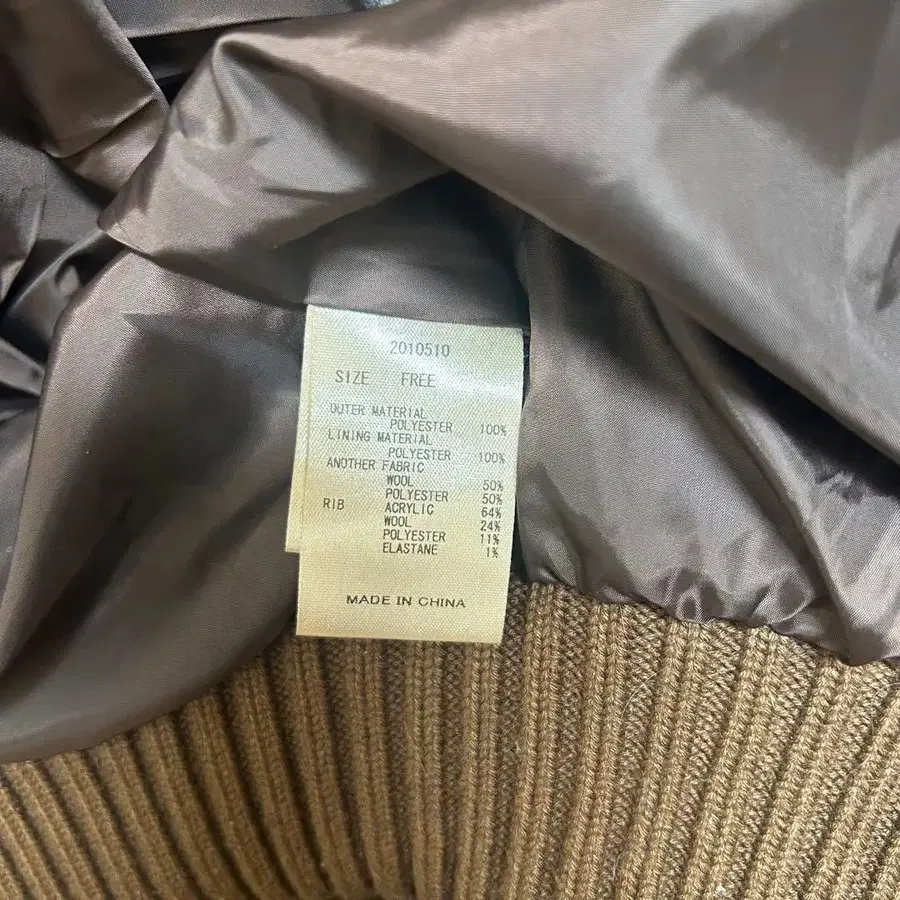 2010510
SIZE FREE
OUTER MATERIAL
POLYESTER 100%
LINING MATERIAL
POLYESTER 100%
ANOTHER FABRIC
WOOL 50%
POLYESTER 50%
RIB ACRYLIC 64%
WOOL 24%
POLYESTER 11%
ELASTANE 1%
MADE IN CHINA